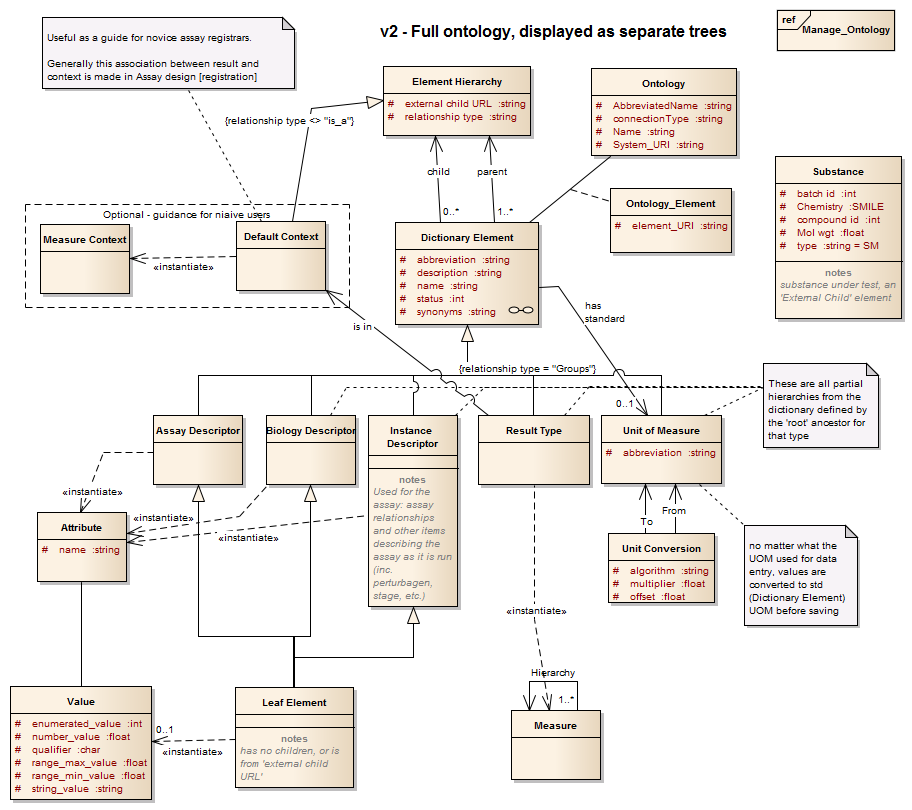 v2 - Full ontology, displayed as separate trees
ref
Manage_Ontology
Useful as a guide for novice assay registrars.
Generally this association between result and
context is made in Assay design [registration]
Element Hierarchy
# external child URL :string
# relationship type :string
Ontology
# AbbreviatedName :string
# connectionType :string
# Name :string
# System_URI :string
{relationship type <> "is_a"}
child
parent
0..*
1..*
Substance
# batch id :int
# Chemistry :SMILE
# compound id :int
# Mol wgt :float
# type :string = SM
notes
substance under test, an
'External Child' element
Ontology_Element
# element_URI :string
Optional - guidance for niaive users
Measure Context
Default Context
«instantiate»
Dictionary Element
# abbreviation :string
# description :string
# name :string
# status :int
# synonyms :string
has
standard
is in
{relationship type = "Groups"}
0..1
These are all partial
hierarchies from the
dictionary defined by
the 'root' ancestor for
that type
Assay Descriptor
Biology Descriptor
Instance
Descriptor
notes
Used for the
assay: assay
relationships
and other items
describing the
assay as it is run
(inc.
perturbagen,
stage, etc.)
Result Type
Unit of Measure
# abbreviation :string
«instantiate»
«instantiate»
«instantiate»
Attribute
# name :string
To
From
Unit Conversion
# algorithm :string
# multiplier :float
# offset :float
no matter what the
UOM used for data
entry, values are
converted to std
(Dictionary Element)
UOM before saving
«instantiate»
Hierarchy
1..*
Measure
Value
# enumerated_value :int
# number_value :float
# qualifier :char
# range_max_value :float
# range_min_value :float
# string_value :string
0..1
«instantiate»
Leaf Element
notes
has no children, or is
from 'external child
URL'